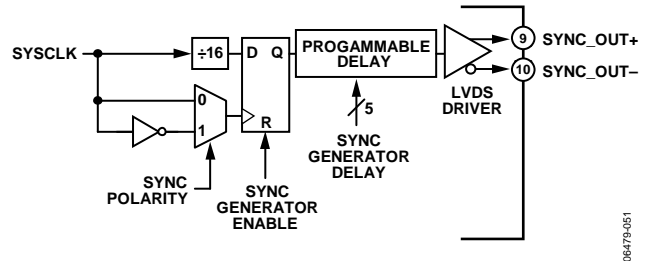 SYSCLK
÷16
D Q
R
0
1
PROGAMMABLE
DELAY
9
SYNC_OUT+
10
SYNC_OUT–
LVDS
DRIVER
5
SYNC
GENERATOR
DELAY
SYNC
POLARITY
SYNC
GENERATOR
ENABLE
06479-051